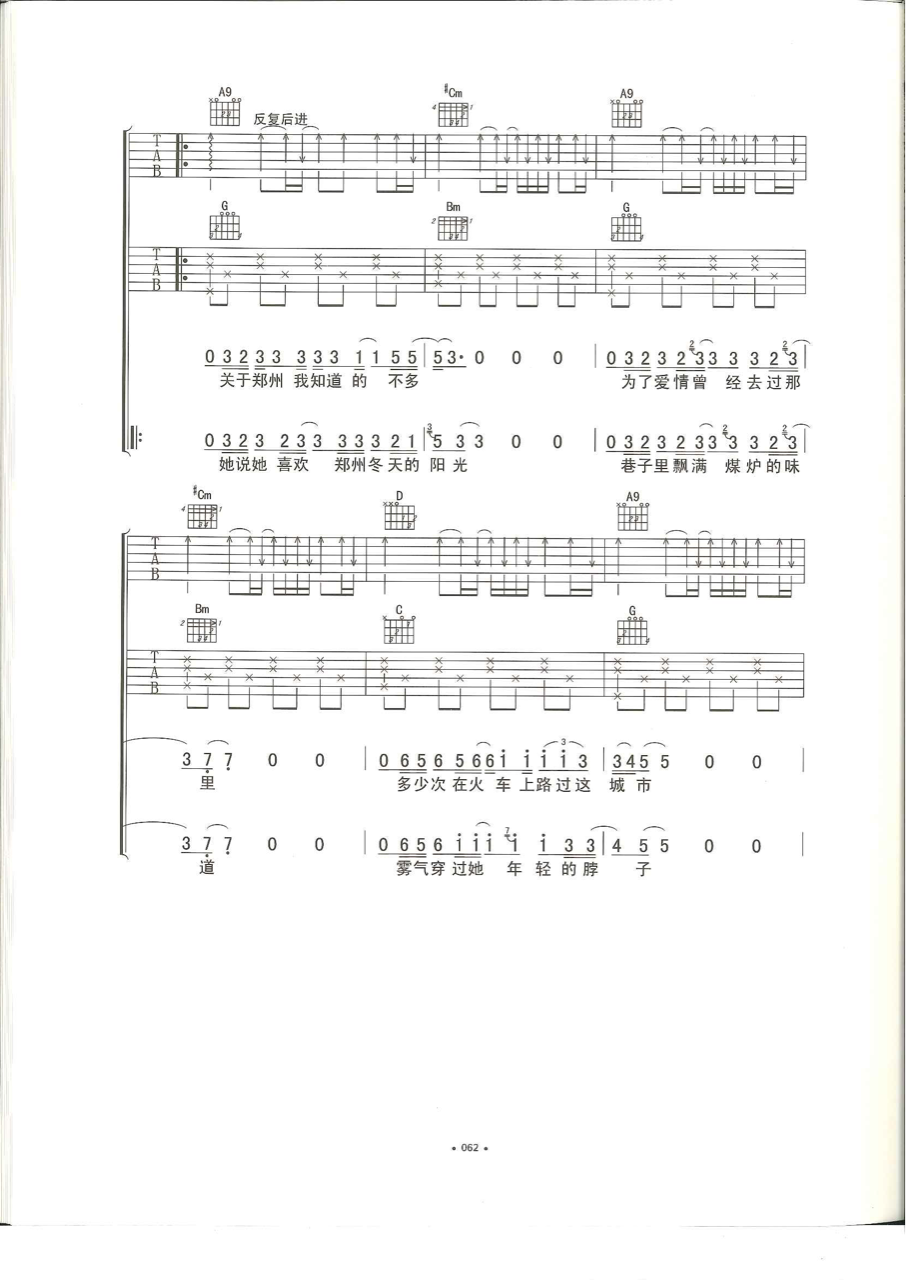 A9 #Cm A9
反复后进
T A B
G Bm G
T A B
0 3 2 3 3 3 3 3 1 1 5 5 | 5 3· 0 0 0 | 0 3 2 3 2 3 3 3 3 2 3 |
关于郑州 我知道 的 不多 为了爱情曾 经去过那
0 3 2 3 2 3 3 3 3 3 2 1 | 5 3 3 0 0 | 0 3 2 3 2 3 3 3 3 2 3 |
她说她 喜欢 郑州冬天的 阳光 巷子里飘满 煤炉的味
#Cm D A9
T A B
Bm C G
T A B
3 7 7 0 0 | 0 6 5 6 5 6 6 i i i i 3 | 3 4 5 5 0 0 |
里 多少次 在火 车 上路过这 城市
3 7 7 0 0 | 0 6 5 6 i i i i i 3 3 | 4 5 5 0 0 |
道 雾气穿过她 年 轻的脖 子
• 062 •